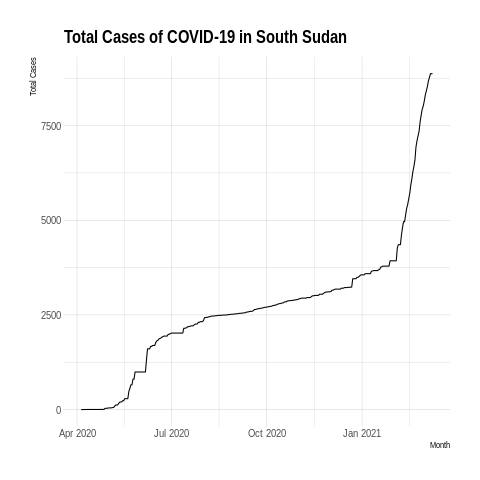 Total Cases of COVID-19 in South Sudan
Total Cases
7500
5000
2500
0
Apr 2020 Jul 2020 Oct 2020 Jan 2021
Month